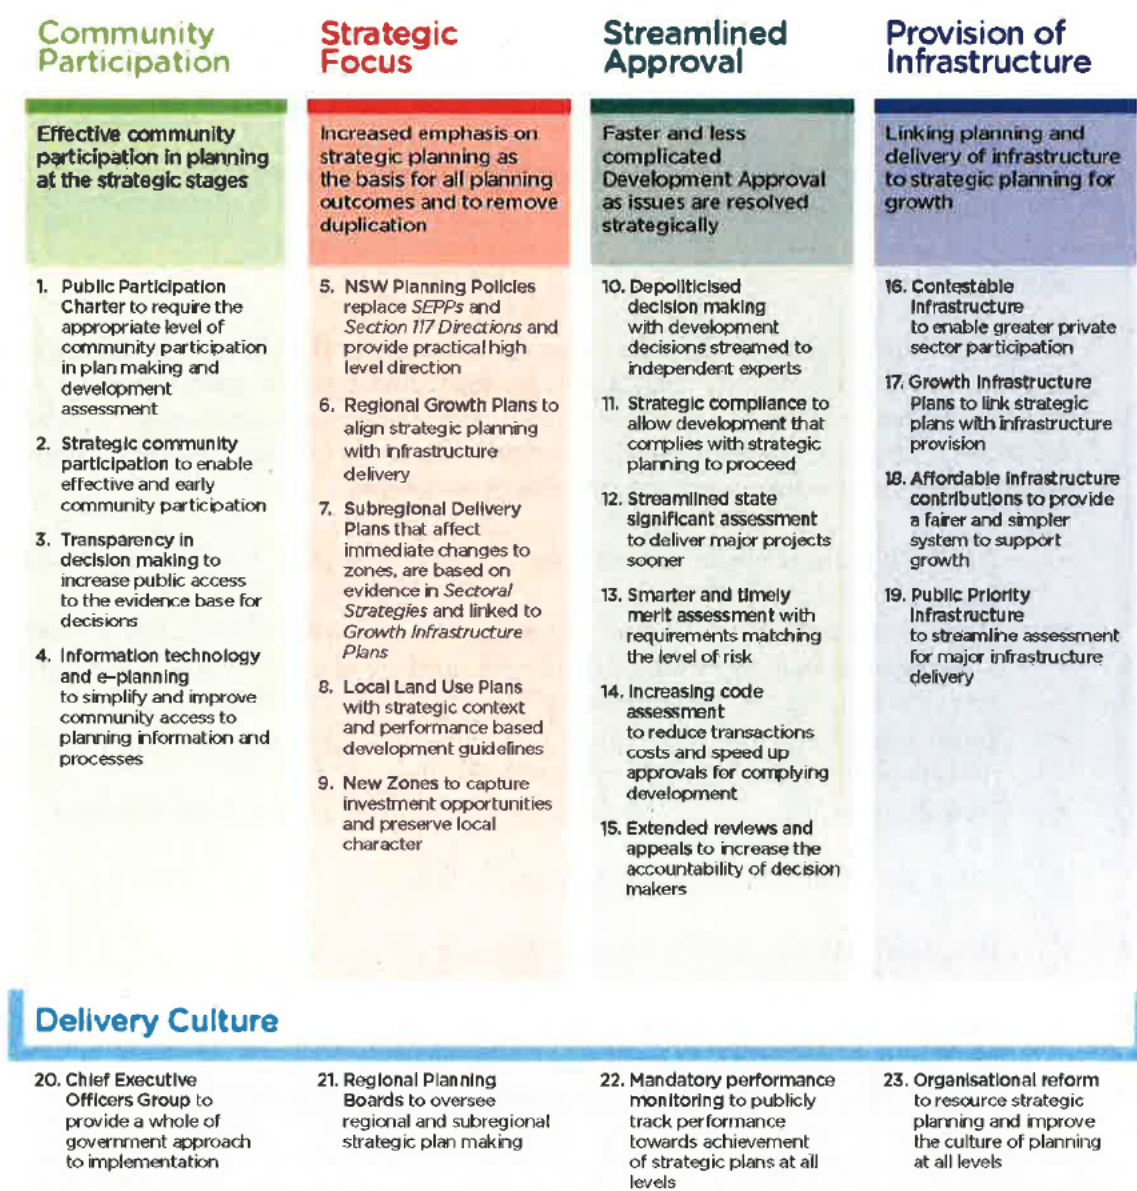 Community
Participation
Effective community
participation in planning
at the strategic stages
1. Public Participation
Charter to require the
appropriate level of
community participation
in plan making and
development
assessment
2. Strategic community
participation to enable
effective and early
community participation
3. Transparency in
decision making to
increase public access
to the evidence base for
decisions
4. Information technology
and e-planning
to simplify and improve
community access to
planning information and
processes
Strategic
Focus
Increased emphasis on
strategic planning as
the basis for all planning
outcomes and to remove
duplication
5. NSW Planning Policies
replace SEPPs and
Section 117 Directions and
provide practical high
level direction
6. Regional Growth Plans to
align strategic planning
with infrastructure
delivery
7. Subregional Delivery
Plans that affect
immediate changes to
zones, are based on
evidence in Sectoral
Strategies and linked to
Growth Infrastructure
Plans
8. Local Land Use Plans
with strategic context
and performance based
development guidelines
9. New Zones to capture
investment opportunities
and preserve local
character
Streamlined
Approval
Faster and less
complicated
Development Approval
as issues are resolved
strategically
10. Depoliticised
decision making
with development
decisions streamed to
independent experts
11. Strategic compliance to
allow development that
complies with strategic
planning to proceed
12. Streamlined state
significant assessment
to deliver major projects
sooner
13. Smarter and timely
merit assessment with
requirements matching
the level of risk
14. Increasing code
assessment
to reduce transactions
costs and speed up
approvals for complying
development
15. Extended reviews and
appeals to increase the
accountability of decision
makers
Provision of
Infrastructure
Linking planning and
delivery of infrastructure
to strategic planning for
growth
16. Contestable
Infrastructure
to enable greater private
sector participation
17. Growth Infrastructure
Plans to link strategic
plans with infrastructure
provision
18. Affordable Infrastructure
contributions to provide
a fairer and simpler
system to support
growth
19. Public Priority
Infrastructure
to streamline assessment
for major infrastructure
delivery
Delivery Culture
20. Chief Executive
Officers Group to
provide a whole of
government approach
to implementation
21. Regional Planning
Boards to oversee
regional and subregional
strategic plan making
22. Mandatory performance
monitoring to publicly
track performance
towards achievement
of strategic plans at all
levels
23. Organisational reform
to resource strategic
planning and improve
the culture of planning
at all levels